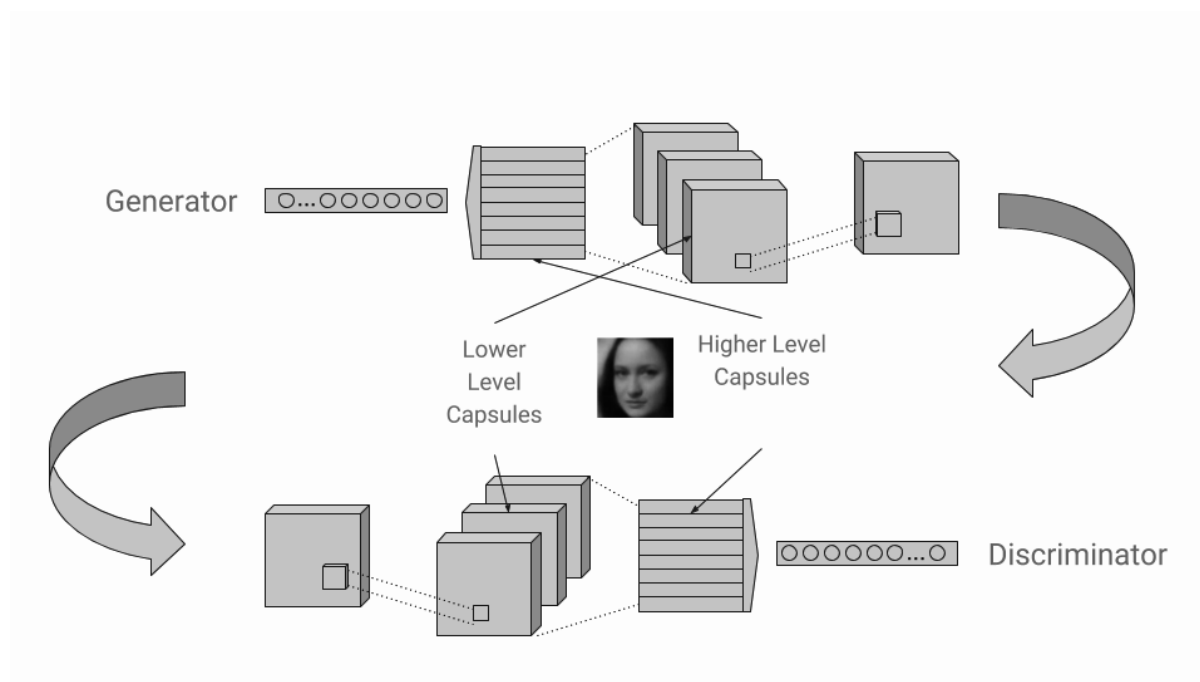 Generator
Lower
Level
Capsules
Higher Level
Capsules
Discriminator